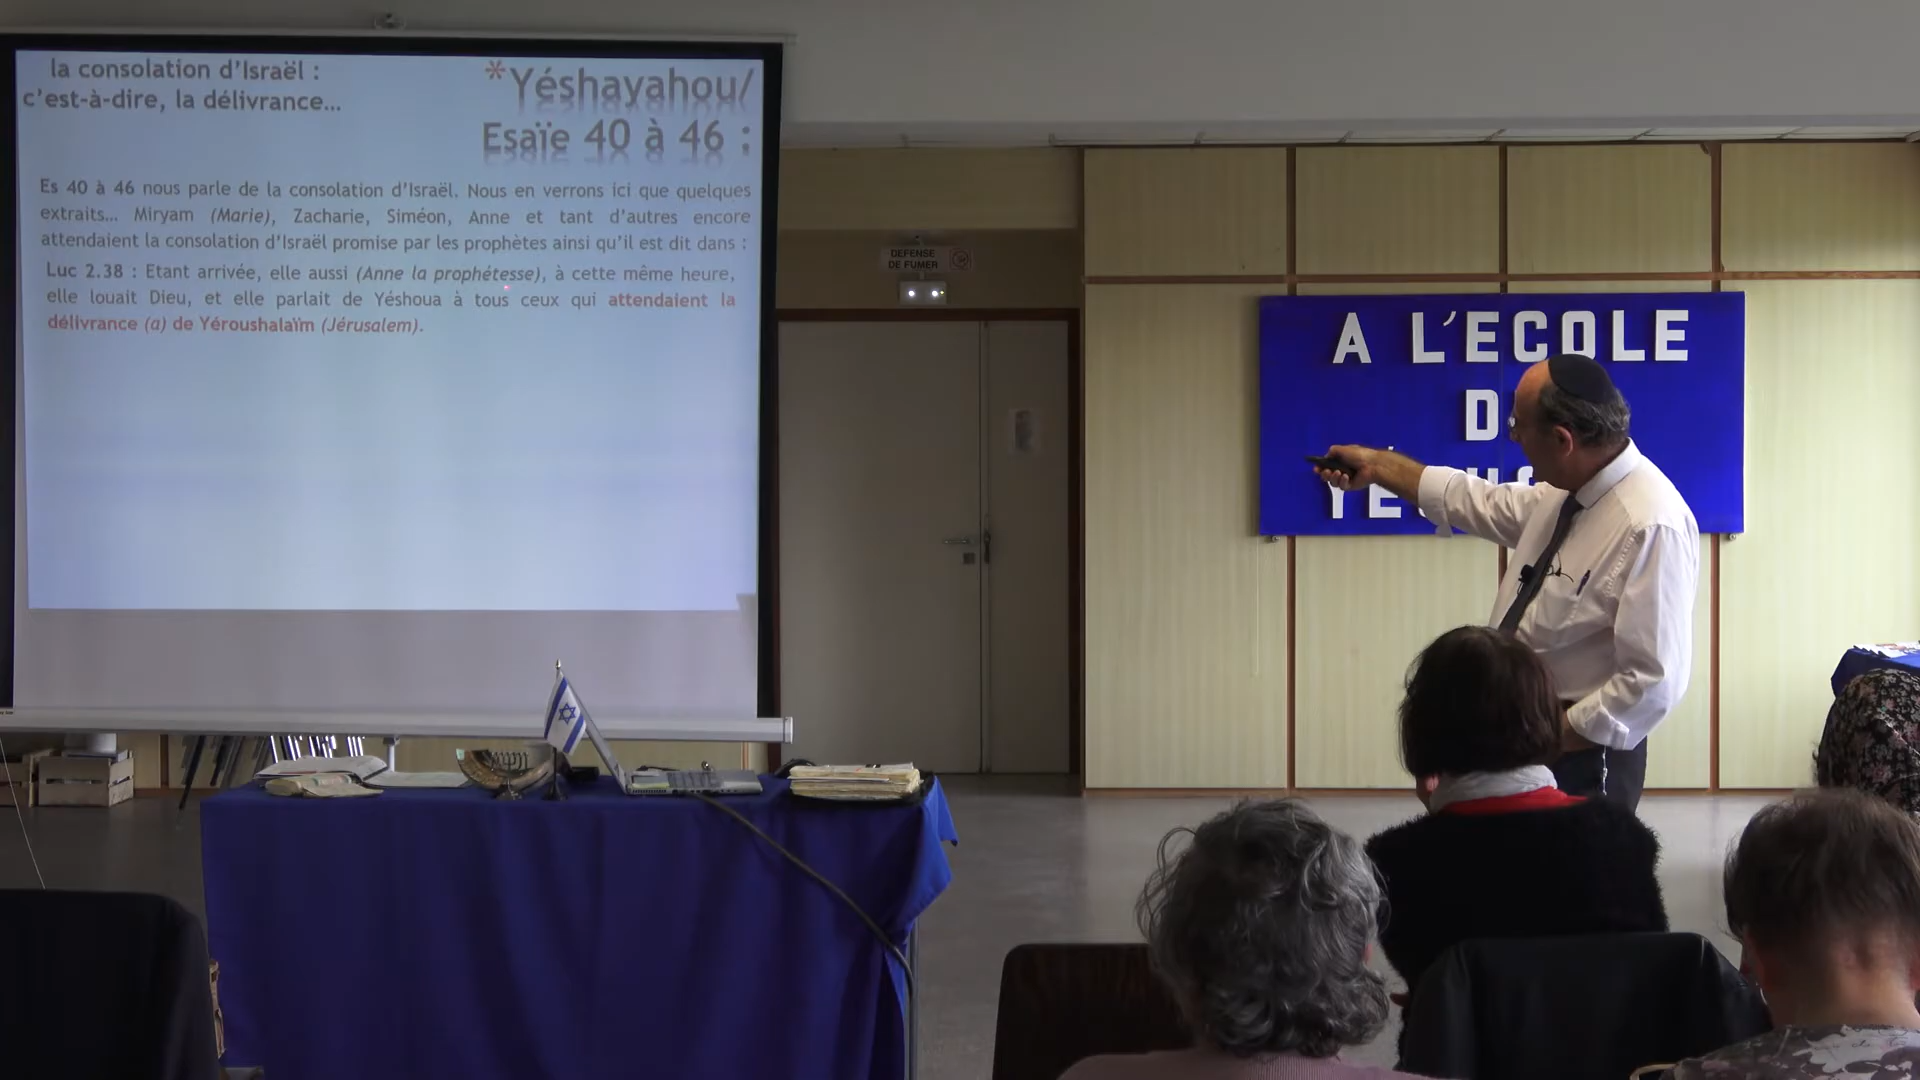 la consolation d'Israël :
c'est-à-dire, la délivrance...
*Yéshayahou/
Esaïe 40 à 46 :
Es 40 à 46 nous parle de la consolation d'Israël. Nous en verrons ici que quelques
extraits... Miryam (Marie), Zacharie, Siméon, Anne et tant d'autres encore
attendaient la consolation d'Israël promise par les prophètes ainsi qu'il est dit dans :
Luc 2.38 : Etant arrivée, elle aussi (Anne la prophétesse), à cette même heure,
elle louait Dieu, et elle parlait de Yéshoua à tous ceux qui attendaient la
délivrance (a) de Yéroushalaïm (Jérusalem).
DEFENSE
DE FUMER
A L'ECOLE